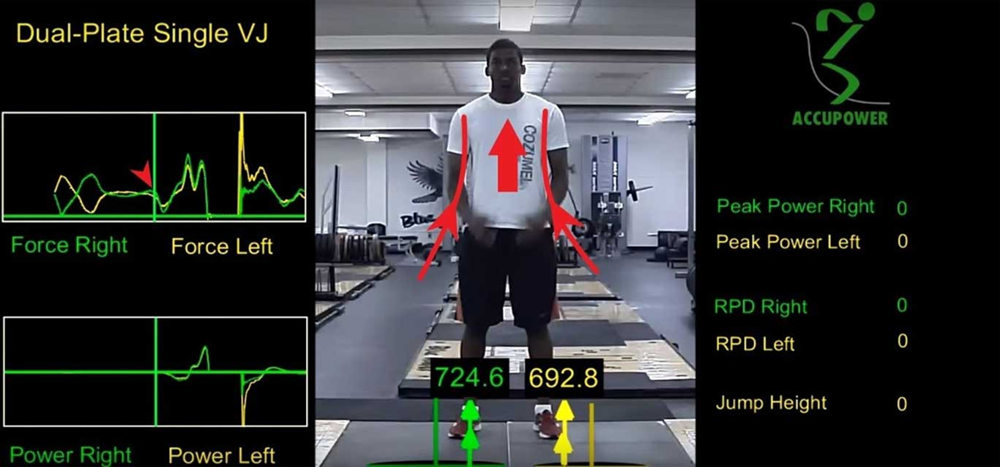 Dual-Plate Single VJ
Force Right
Force Left
Power Right
Power Left
COZUMEL
724.6
692.8
ACCUPOWER
Peak Power Right 0
Peak Power Left 0
RPD Right 0
RPD Left 0
Jump Height 0